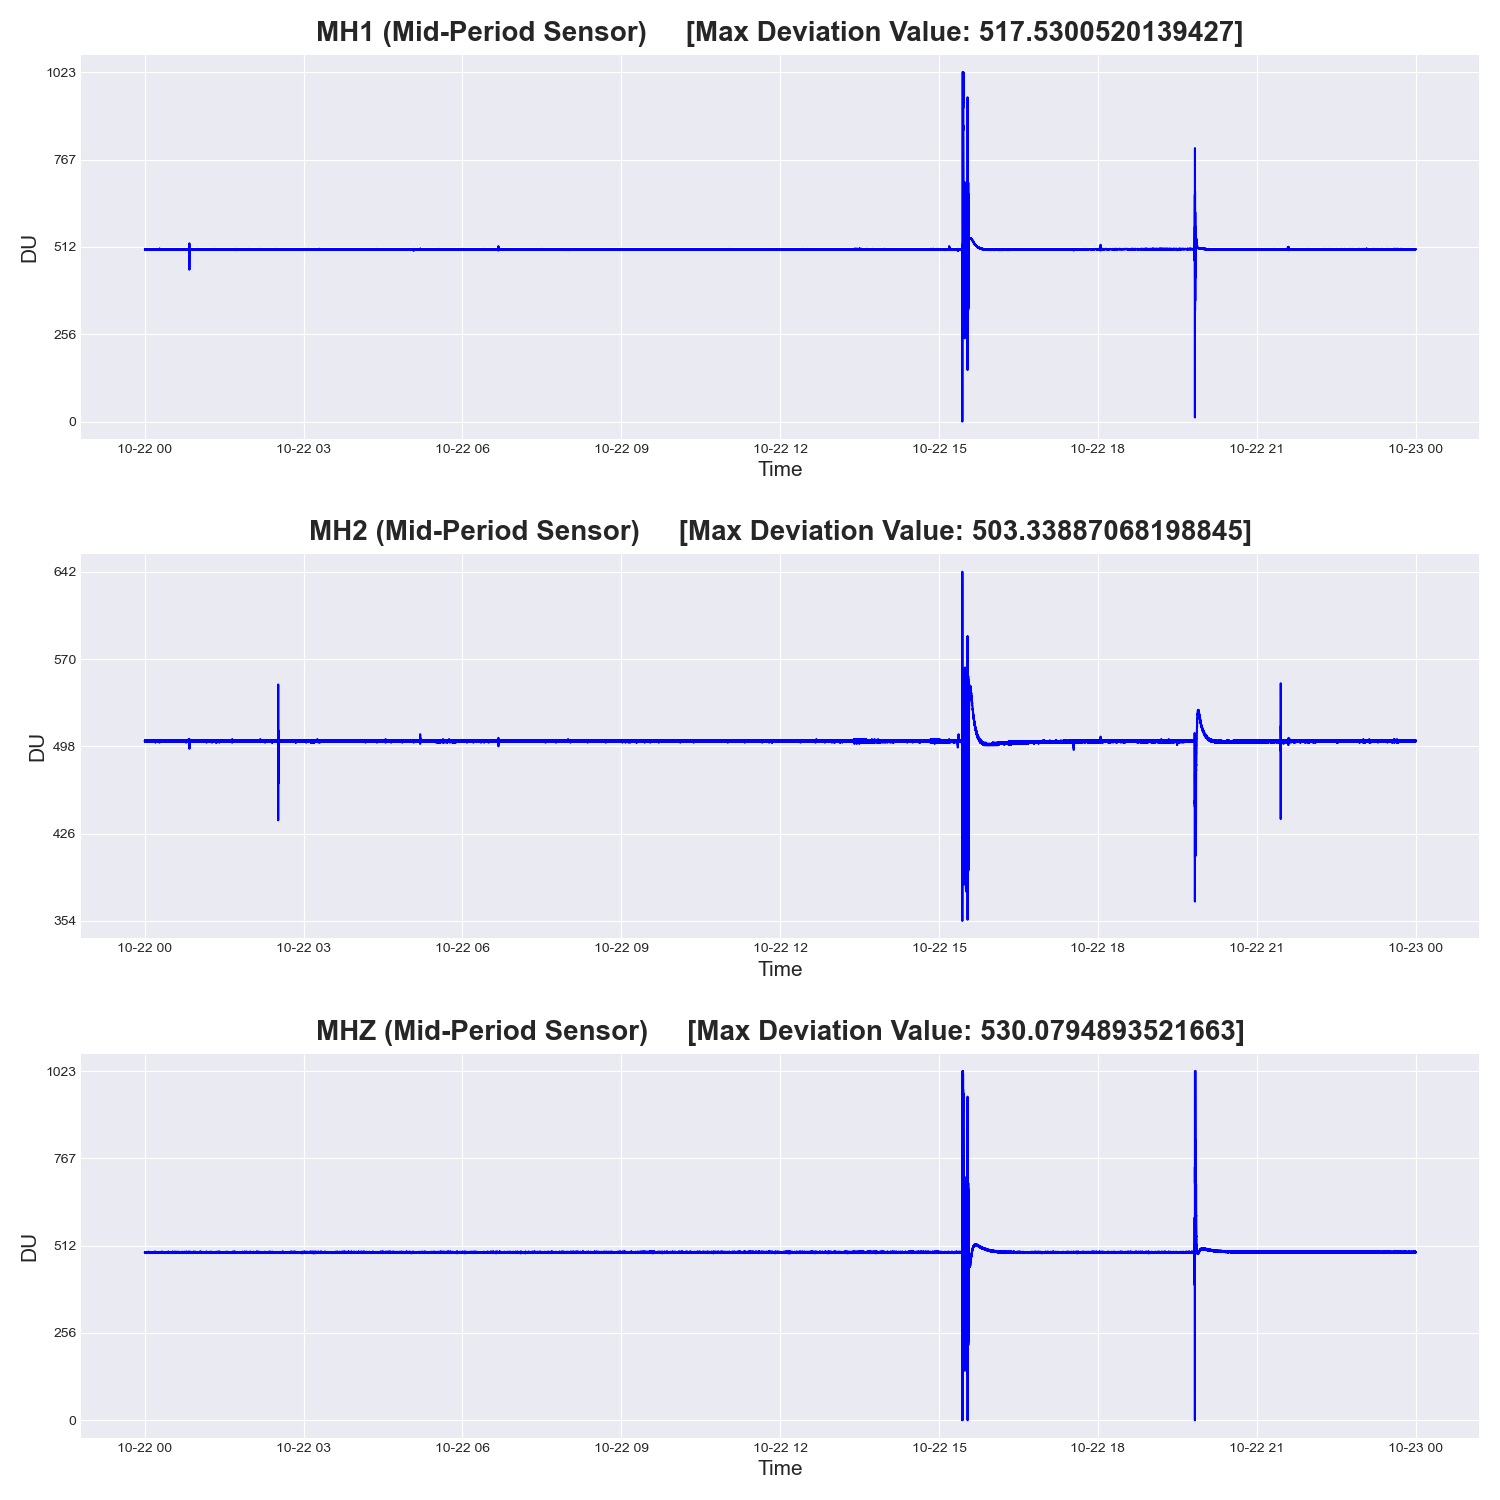 MH1 (Mid-Period Sensor) [Max Deviation Value: 517.5300520139427]
1023
767
512
256
0
DU
10-22 00 10-22 03 10-22 06 10-22 09 10-22 12 10-22 15 10-22 18 10-22 21 10-23 00
Time
MH2 (Mid-Period Sensor) [Max Deviation Value: 503.33887068198845]
642
570
498
426
354
DU
10-22 00 10-22 03 10-22 06 10-22 09 10-22 12 10-22 15 10-22 18 10-22 21 10-23 00
Time
MHZ (Mid-Period Sensor) [Max Deviation Value: 530.0794893521663]
1023
767
512
256
0
DU
10-22 00 10-22 03 10-22 06 10-22 09 10-22 12 10-22 15 10-22 18 10-22 21 10-23 00
Time